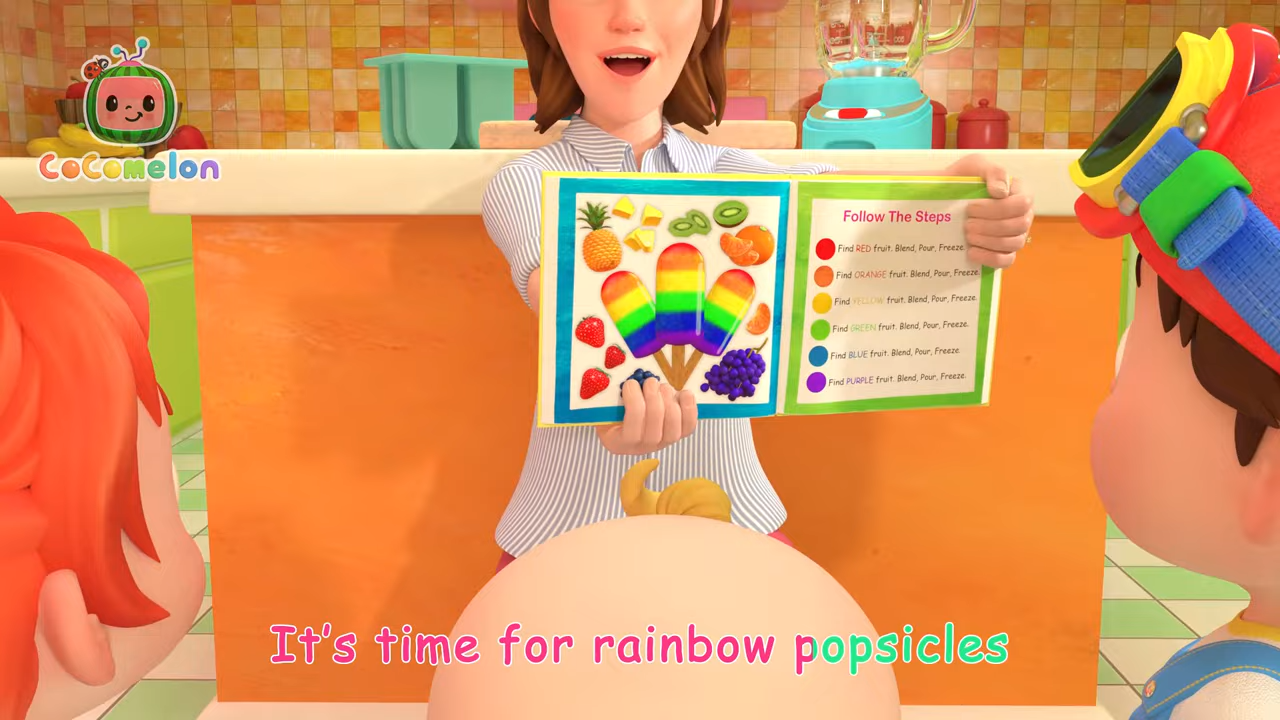 CoComelon
Follow The Steps
Find RED fruit. Blend, Pour, Freeze.
Find ORANGE fruit. Blend, Pour, Freeze.
Find YELLOW fruit. Blend, Pour, Freeze.
Find GREEN fruit. Blend, Pour, Freeze.
Find BLUE fruit. Blend, Pour, Freeze.
Find PURPLE fruit. Blend, Pour, Freeze.
It's time for rainbow popsicles